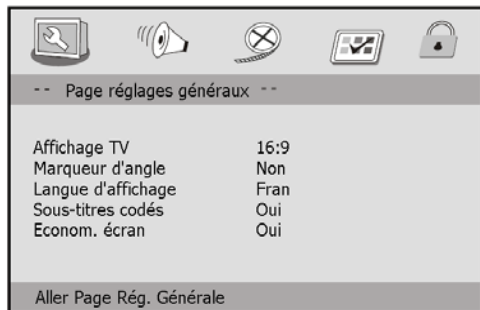 -- Page réglages généraux --
Affichage TV 16:9
Marqueur d'angle Non
Langue d'affichage Fran
Sous-titres codés Oui
Econom. écran Oui
Aller Page Rég. Générale